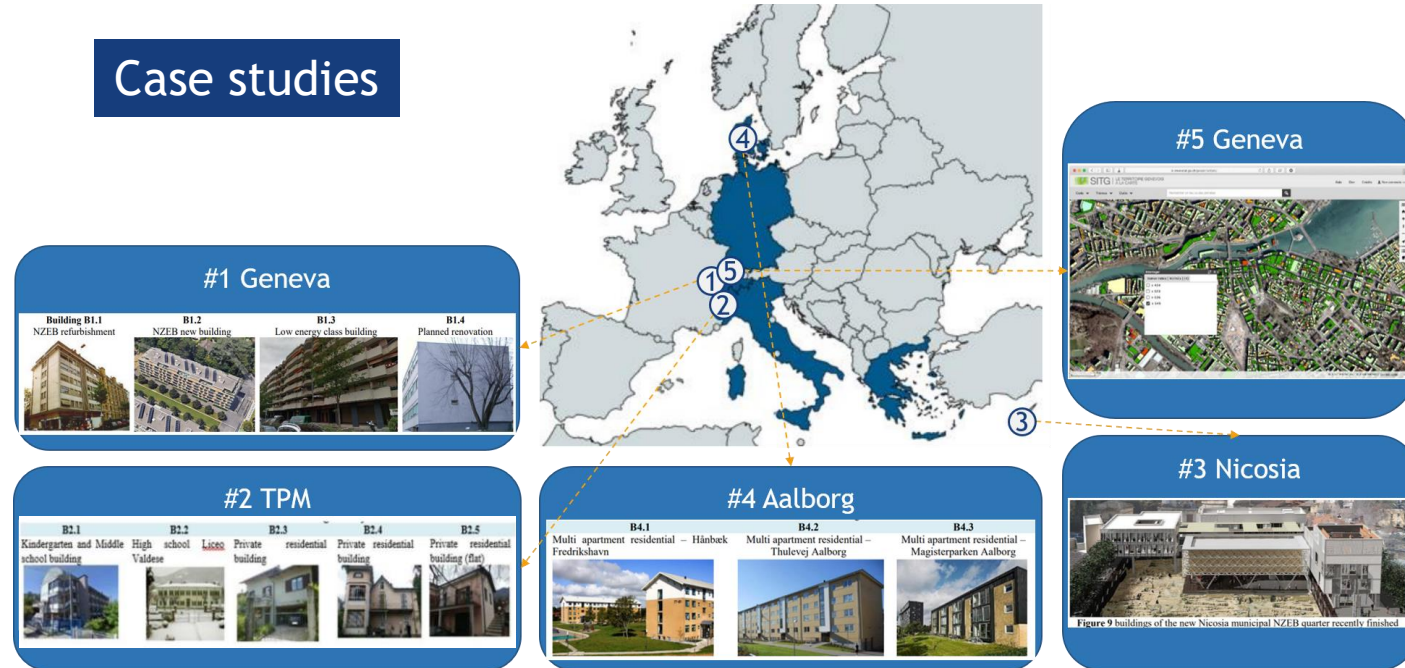 Case studies
4
5
1
2
3
#1 Geneva
Building B1.1
NZEB refurbishment
B1.2
NZEB new building
B1.3
Low energy class building
B1.4
Planned renovation
#2 TPM
B2.1
Kindergarten and Middle
school building
B2.2
High school Liceo
Valdese
B2.3
Private residential
building
B2.4
Private residential
building
B2.5
Private residential
building (flat)
#4 Aalborg
B4.1
Multi apartment residential – Hånbæk
Fredrikshavn
B4.2
Multi apartment residential –
Thulevej Aalborg
B4.3
Multi apartment residential –
Magisterparken Aalborg
#5 Geneva
SITG
#3 Nicosia
Figure 9 buildings of the new Nicosia municipal NZEB quarter recently finished